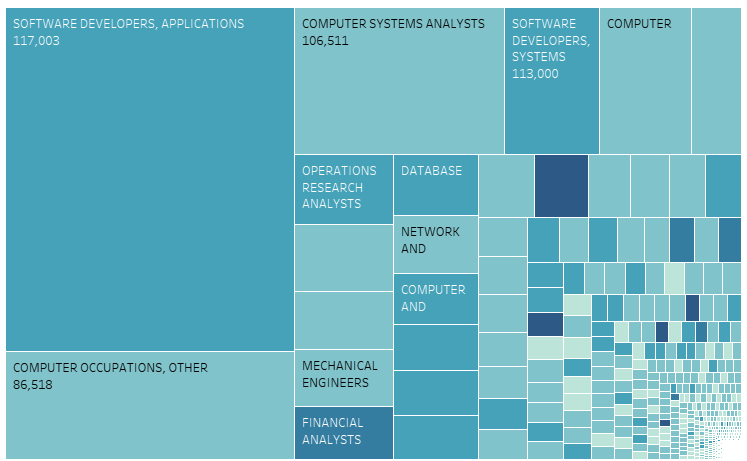 SOFTWARE DEVELOPERS, APPLICATIONS
117,003
COMPUTER OCCUPATIONS, OTHER
86,518
COMPUTER SYSTEMS ANALYSTS
106,511
SOFTWARE
DEVELOPERS,
SYSTEMS
113,000
COMPUTER
OPERATIONS
RESEARCH
ANALYSTS
MECHANICAL
ENGINEERS
FINANCIAL
ANALYSTS
DATABASE
NETWORK
AND
COMPUTER
AND